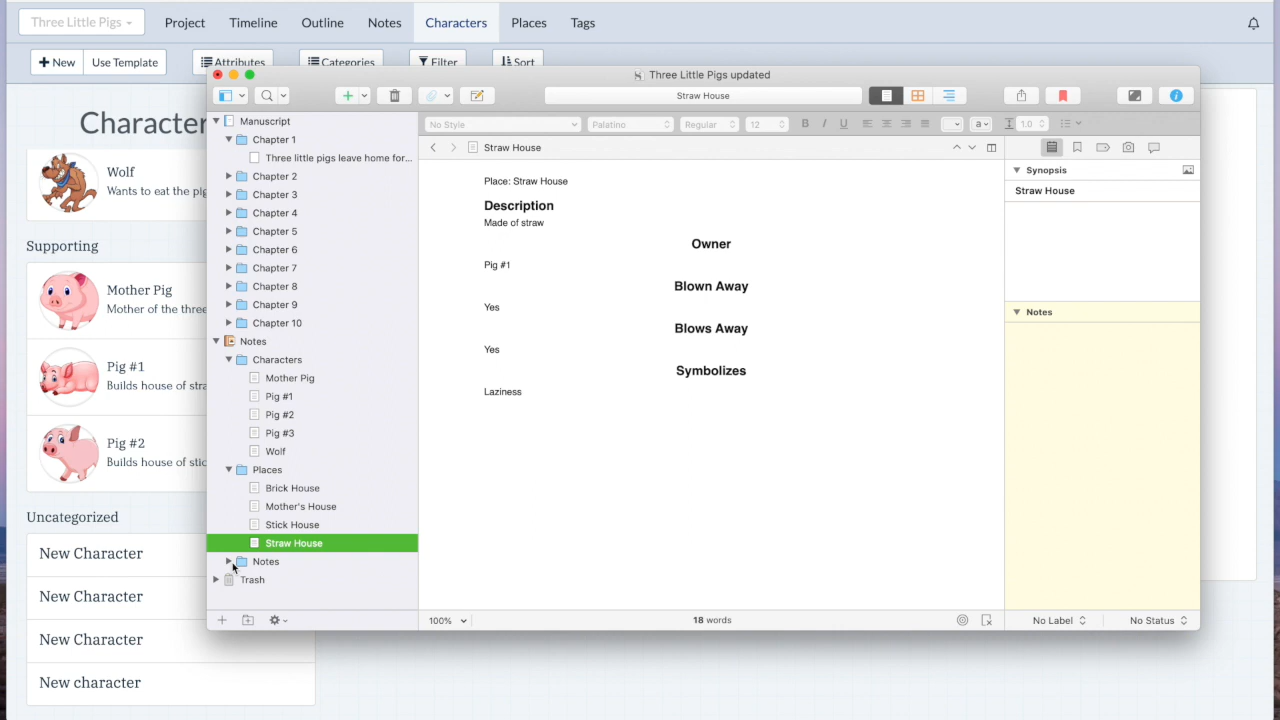 Three Little Pigs
Project
Timeline
Outline
Notes
Characters
Places
Tags
New
Use Template
Attributes
Categories
Filter
Sort
Character
Wolf
Wants to eat the pig
Supporting
Mother Pig
Mother of the three
Pig #1
Builds house of stra
Pig #2
Builds house of stic
Uncategorized
New Character
New Character
New Character
New character
Three Little Pigs updated
Straw House
No Style
Palatino
Regular
12
B
I
U
a
1.0
Manuscript
Chapter 1
Three little pigs leave home for...
Chapter 2
Chapter 3
Chapter 4
Chapter 5
Chapter 6
Chapter 7
Chapter 8
Chapter 9
Chapter 10
Notes
Characters
Mother Pig
Pig #1
Pig #2
Pig #3
Wolf
Places
Brick House
Mother's House
Stick House
Straw House
Notes
Trash
Straw House
Place: Straw House
Description
Made of straw
Owner
Pig #1
Blown Away
Yes
Blows Away
Yes
Symbolizes
Laziness
100%
18 words
Synopsis
Straw House
Notes
No Label
No Status